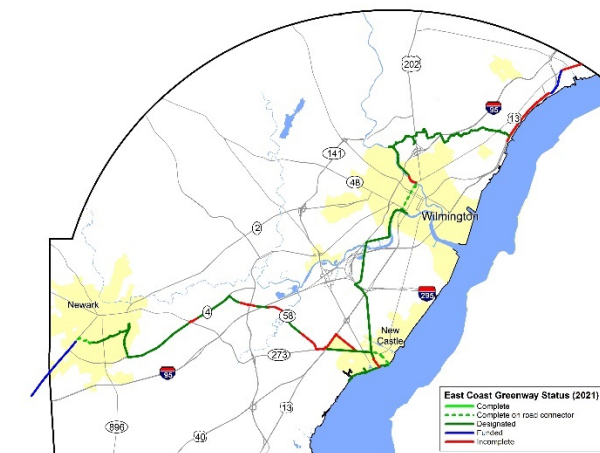 202
95
13
141
48
Wilmington
2
295
Newark
4
58
New
Castle
273
95
13
896
40
East Coast Greenway Status (2021)
Complete
Complete on road connector
Designated
Funded
Incomplete